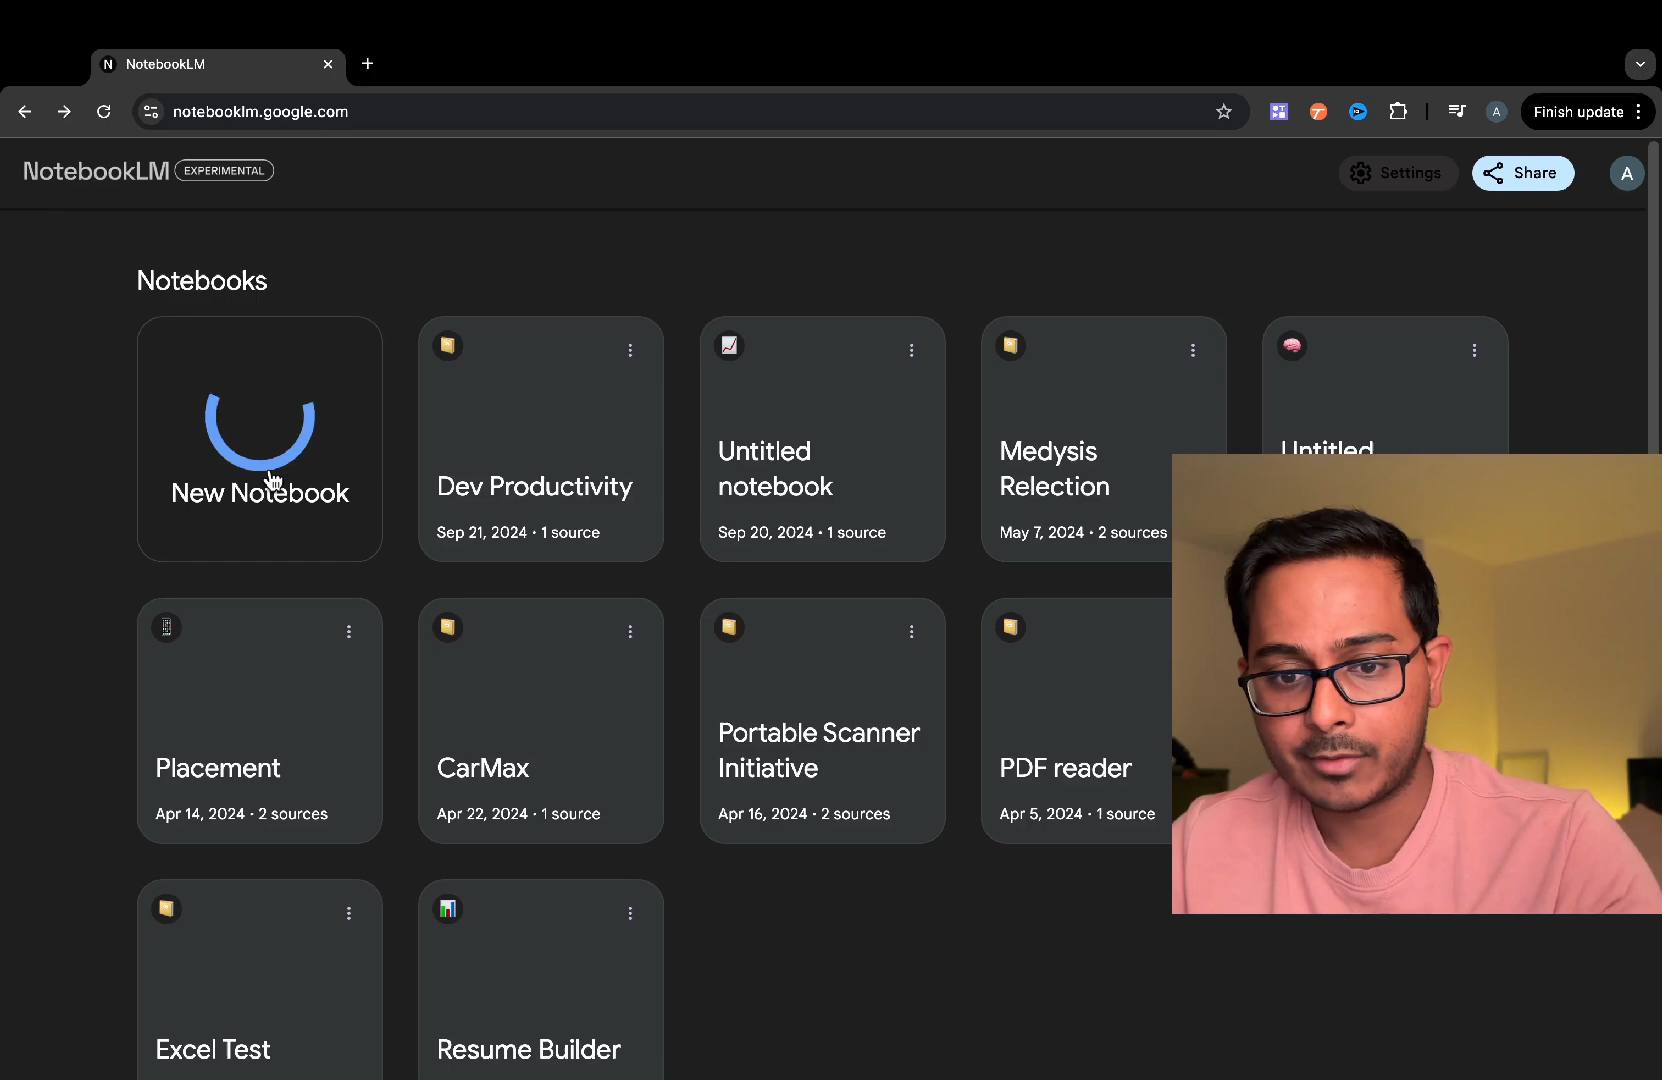 NotebookLM
notebooklm.google.com
Finish update
NotebookLM EXPERIMENTAL
Settings
Share
A
Notebooks
New Notebook
Dev Productivity
Sep 21, 2024 • 1 source
Untitled
notebook
Sep 20, 2024 • 1 source
Medysis
Relection
May 7, 2024 • 2 sources
Untitled
Placement
Apr 14, 2024 • 2 sources
CarMax
Apr 22, 2024 • 1 source
Portable Scanner
Initiative
Apr 16, 2024 • 2 sources
PDF reader
Apr 5, 2024 • 1 source
Excel Test
Resume Builder